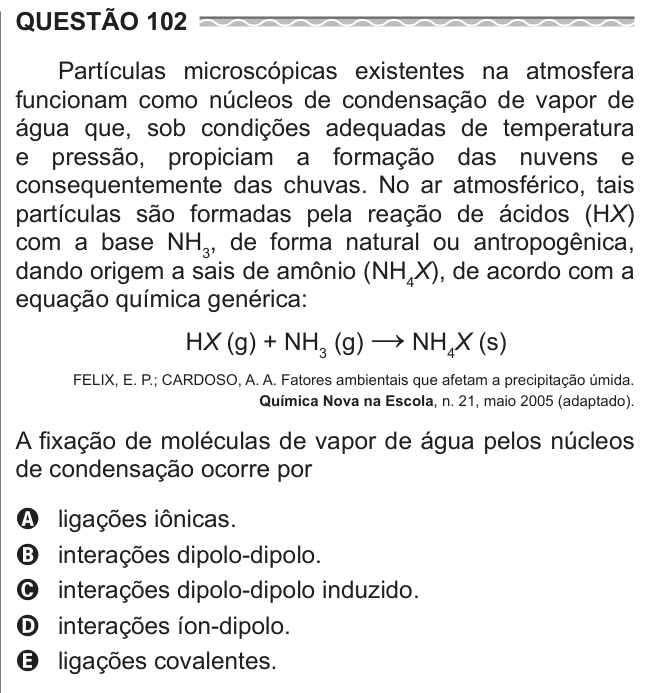 QUESTÃO 102
Partículas microscópicas existentes na atmosfera
funcionam como núcleos de condensação de vapor de
água que, sob condições adequadas de temperatura
e pressão, propiciam a formação das nuvens e
consequentemente das chuvas. No ar atmosférico, tais
partículas são formadas pela reação de ácidos (HX)
com a base NH₃, de forma natural ou antropogênica,
dando origem a sais de amônio (NH₄X), de acordo com a
equação química genérica:
HX (g) + NH₃ (g) ⟶ NH₄X (s)
FELIX, E. P.; CARDOSO, A. A. Fatores ambientais que afetam a precipitação úmida.
Química Nova na Escola, n. 21, maio 2005 (adaptado).
A fixação de moléculas de vapor de água pelos núcleos
de condensação ocorre por
A ligações iônicas.
B interações dipolo-dipolo.
C interações dipolo-dipolo induzido.
D interações íon-dipolo.
E ligações covalentes.